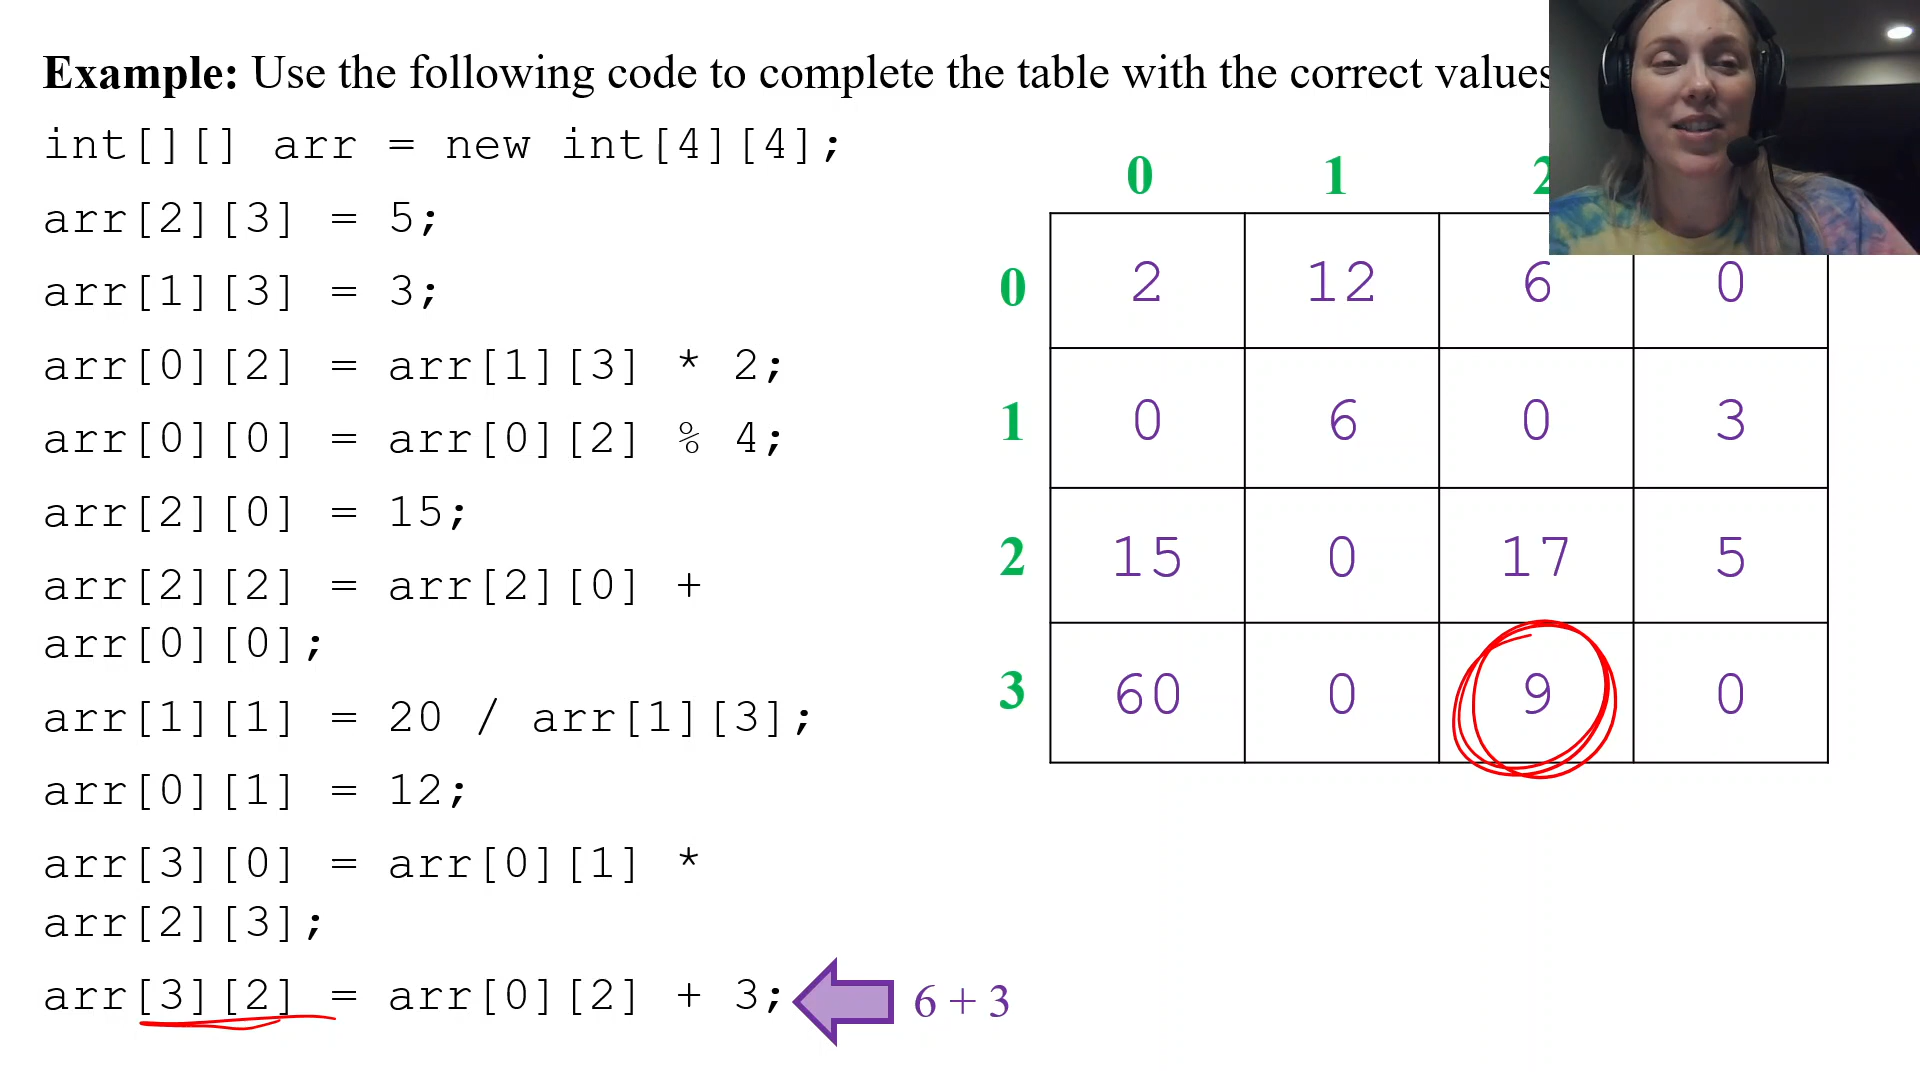 Example: Use the following code to complete the table with the correct values
int[][] arr = new int[4][4];
arr[2][3] = 5;
arr[1][3] = 3;
arr[0][2] = arr[1][3] * 2;
arr[0][0] = arr[0][2] % 4;
arr[2][0] = 15;
arr[2][2] = arr[2][0] +
arr[0][0];
arr[1][1] = 20 / arr[1][3];
arr[0][1] = 12;
arr[3][0] = arr[0][1] *
arr[2][3];
arr[3][2] = arr[0][2] + 3;
6 + 3
0 1 2
0 2 12 6 0
1 0 6 0 3
2 15 0 17 5
3 60 0 9 0